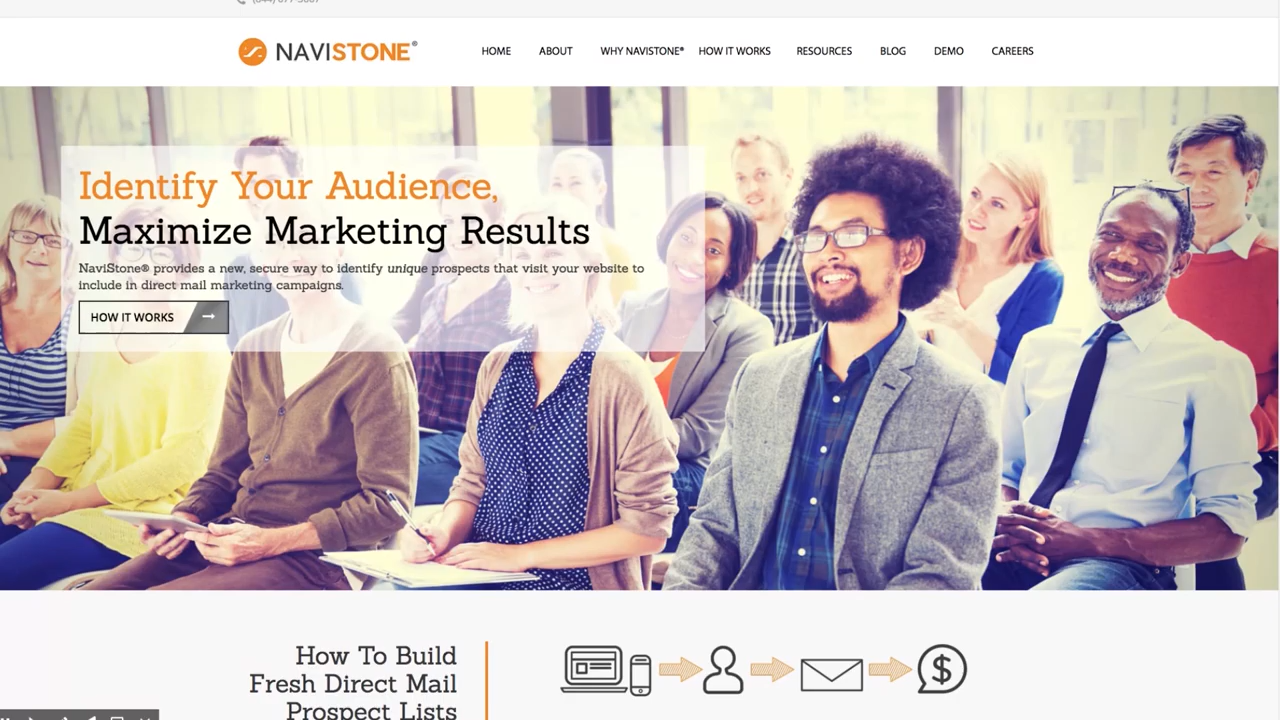 NAVISTONE®
HOME ABOUT WHY NAVISTONE® HOW IT WORKS RESOURCES BLOG DEMO CAREERS
Identify Your Audience,
Maximize Marketing Results
NaviStone® provides a new, secure way to identify unique prospects that visit your website to
include in direct mail marketing campaigns.
HOW IT WORKS
How To Build
Fresh Direct Mail
Prospect Lists
$